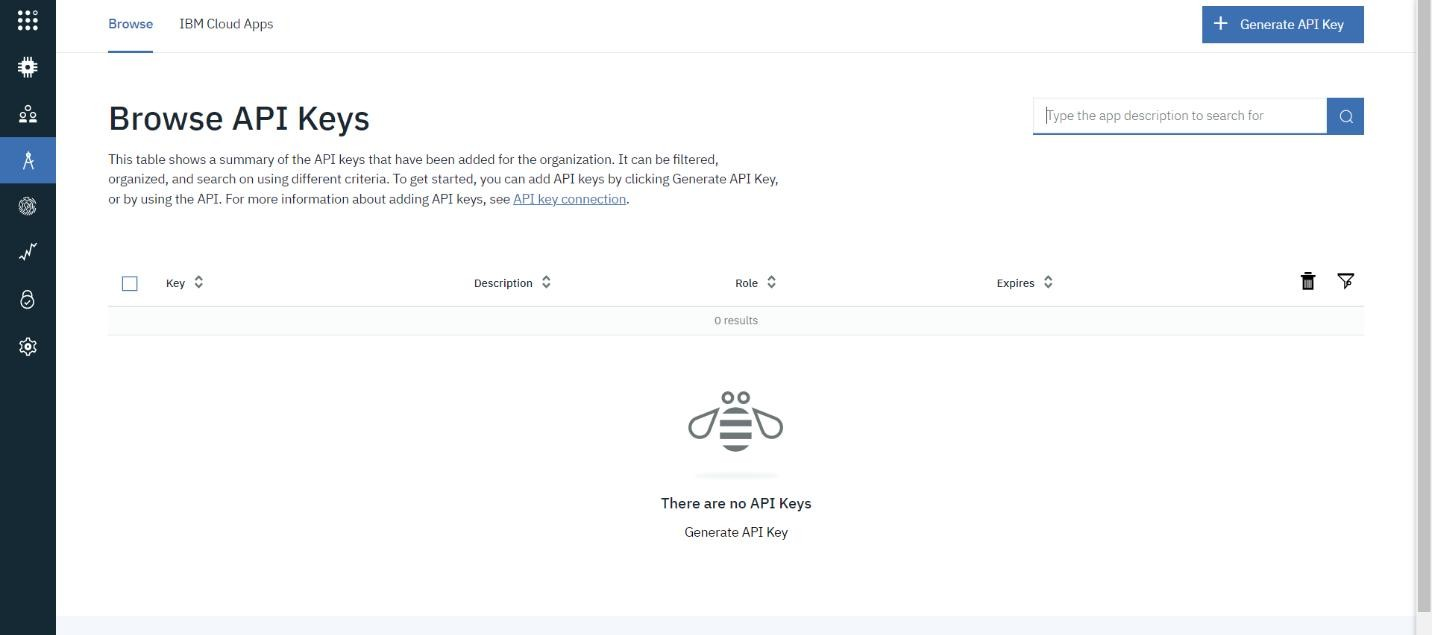 Browse IBM Cloud Apps Generate API Key
Browse API Keys
Type the app description to search for
This table shows a summary of the API keys that have been added for the organization. It can be filtered,
organized, and search on using different criteria. To get started, you can add API keys by clicking Generate API Key,
or by using the API. For more information about adding API keys, see API key connection.
Key Description Role Expires
0 results
There are no API Keys
Generate API Key